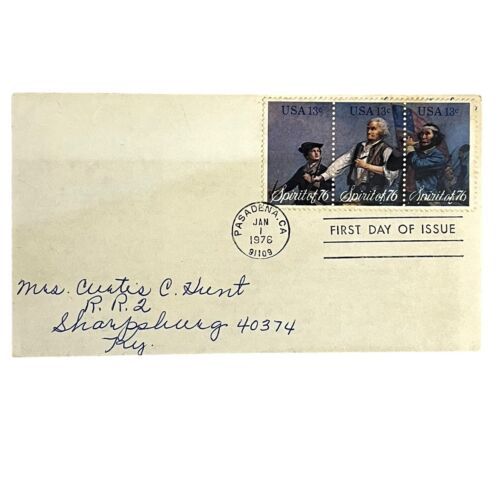 USA 13c USA 13c USA 13c
Spirit of 76 Spirit of 76 Spirit of 76
PASADENA, CA
JAN
1
1976
91109
FIRST DAY OF ISSUE
Mrs. Curtis C. Hunt
R.R.2
Sharpsburg 40374
Ky.